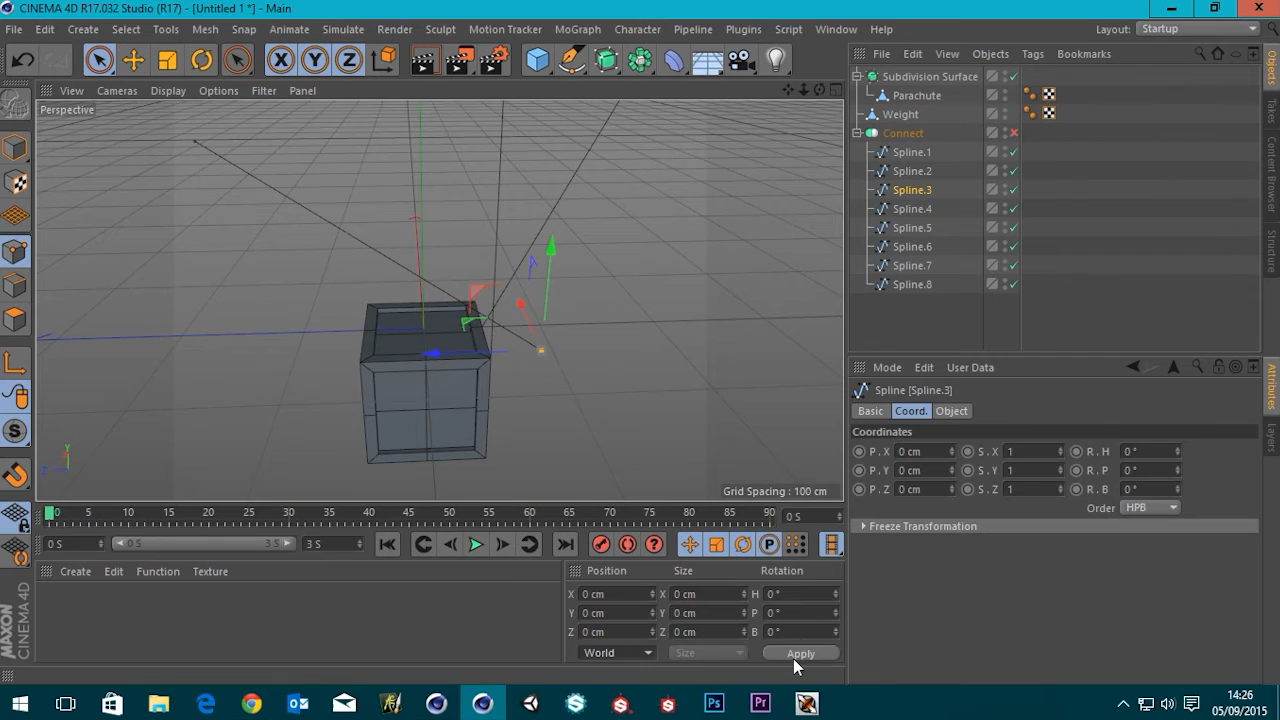 CINEMA 4D R17.032 Studio (R17) - [Untitled 1 *] - Main
File Edit Create Select Tools Mesh Snap Animate Simulate Render Sculpt Motion Tracker MoGraph Character Pipeline Plugins Script Window Help Layout: Startup
X Y Z
File Edit View Objects Tags Bookmarks
View Cameras Display Options Filter Panel
Perspective
Subdivision Surface
Parachute
Weight
Connect
Spline.1
Spline.2
Spline.3
Spline.4
Spline.5
Spline.6
Spline.7
Spline.8
Objects
Takes
Content Browser
Structure
Y
Z
Grid Spacing : 100 cm
Mode Edit User Data
Spline [Spline.3]
Basic Coord. Object
Coordinates
P . X 0 cm S . X 1 R . H 0 °
P . Y 0 cm S . Y 1 R . P 0 °
P . Z 0 cm S . Z 1 R . B 0 °
Order HPB
Freeze Transformation
Attributes
Layers
0 5 10 15 20 25 30 35 40 45 50 55 60 65 70 75 80 85 90 0 S
0 S 0 S 3 S 3 S
Create Edit Function Texture
Position Size Rotation
X 0 cm X 0 cm H 0 °
Y 0 cm Y 0 cm P 0 °
Z 0 cm Z 0 cm B 0 °
World Size Apply
MAXON
CINEMA 4D
14:26
05/09/2015